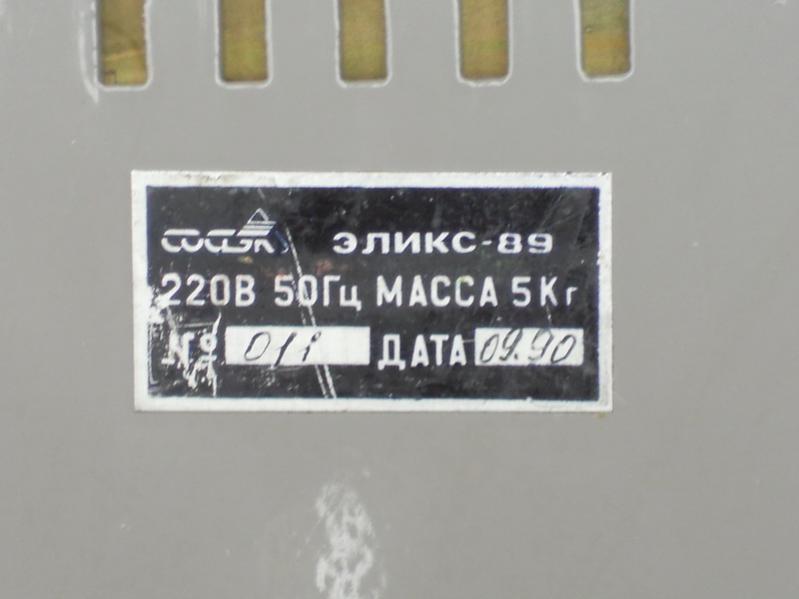 ЭЛИКС-89
220В 50Гц МАССА 5Кг
№ 011 ДАТА 09.90